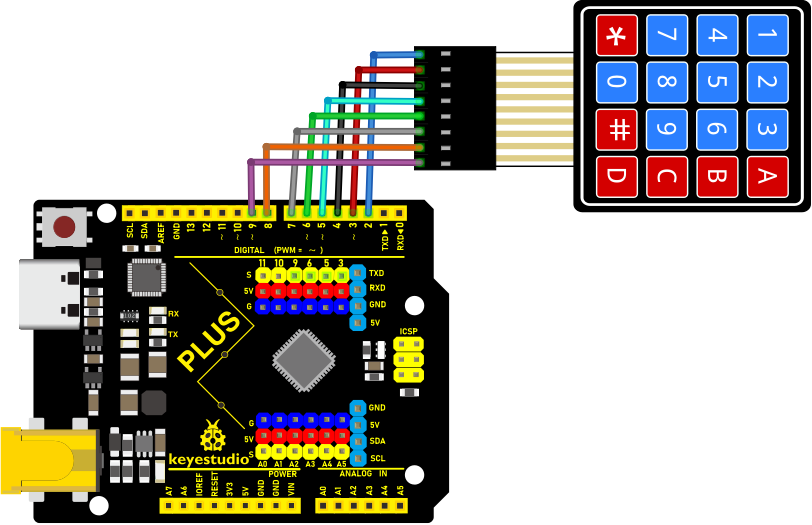 * 7 4 1
0 8 5 2
# 9 6 3
D C B A
SCL SDA AREF GND 13 12 ~11 ~10 ~9 8 7 ~6 ~5 4 ~3 2 TXD▶1 RXD◀0
DIGITAL (PWM = ~ )
11 10 9 6 5 3
S TXD
5V RXD
G GND
5V
RX
TX
PLUS
ICSP
GND
G 5V
5V SDA
S SCL
keyestudio
A0 A1 A2 A3 A4 A5
POWER ANALOG IN
A7 A6 IOREF RESET 3V3 5V GND GND VIN A0 A1 A2 A3 A4 A5